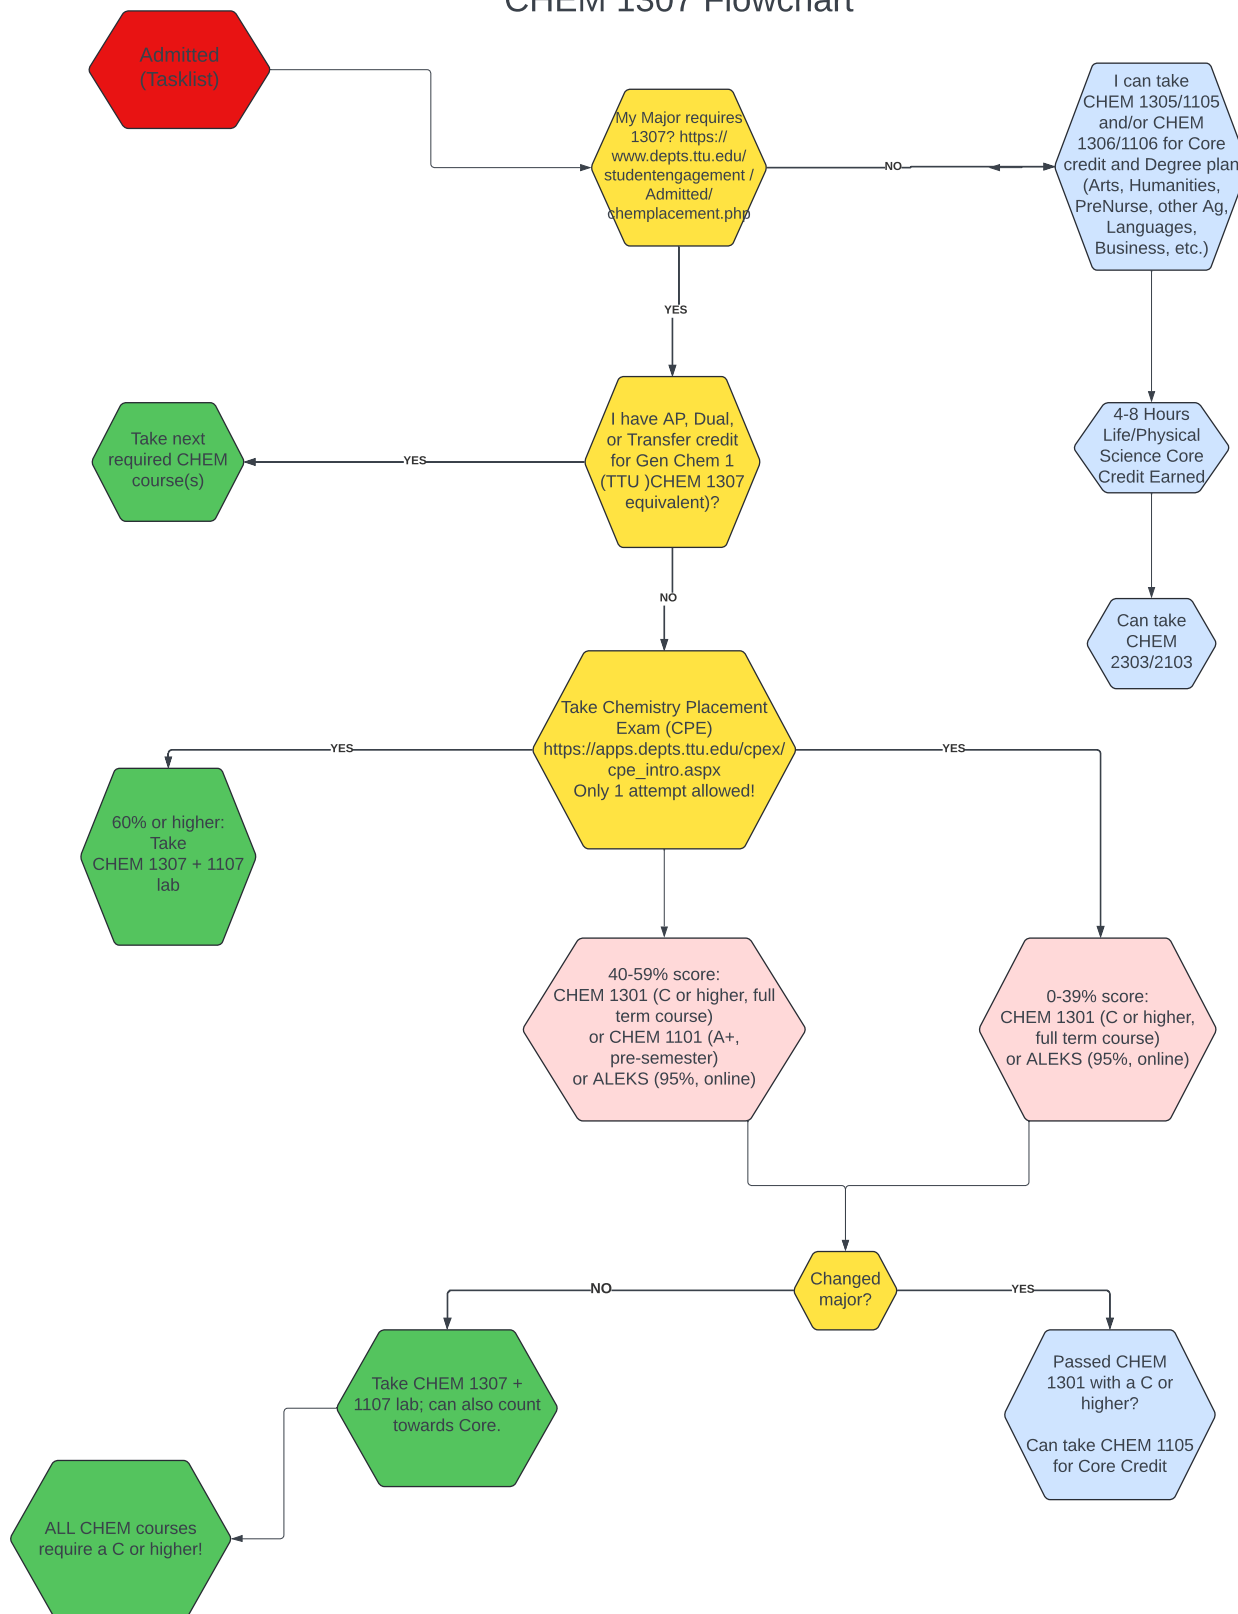 CHEM 1307 Flowchart
Admitted
(Tasklist)
My Major requires
1307? https://
www.depts.ttu.edu/
studentengagement /
Admitted/
chemplacement.php
NO
I can take
CHEM 1305/1105
and/or CHEM
1306/1106 for Core
credit and Degree plan
(Arts, Humanities,
PreNurse, other Ag,
Languages,
Business, etc.)
YES
Take next
required CHEM
course(s)
YES
I have AP, Dual,
or Transfer credit
for Gen Chem 1
(TTU )CHEM 1307
equivalent)?
4-8 Hours
Life/Physical
Science Core
Credit Earned
NO
Can take
CHEM
2303/2103
Take Chemistry Placement
Exam (CPE)
https://apps.depts.ttu.edu/cpex/
cpe_intro.aspx
Only 1 attempt allowed!
YES
YES
60% or higher:
Take
CHEM 1307 + 1107
lab
40-59% score:
CHEM 1301 (C or higher, full
term course)
or CHEM 1101 (A+,
pre-semester)
or ALEKS (95%, online)
0-39% score:
CHEM 1301 (C or higher,
full term course)
or ALEKS (95%, online)
Changed
major?
NO
YES
Take CHEM 1307 +
1107 lab; can also count
towards Core.
Passed CHEM
1301 with a C or
higher?
Can take CHEM 1105
for Core Credit
ALL CHEM courses
require a C or higher!